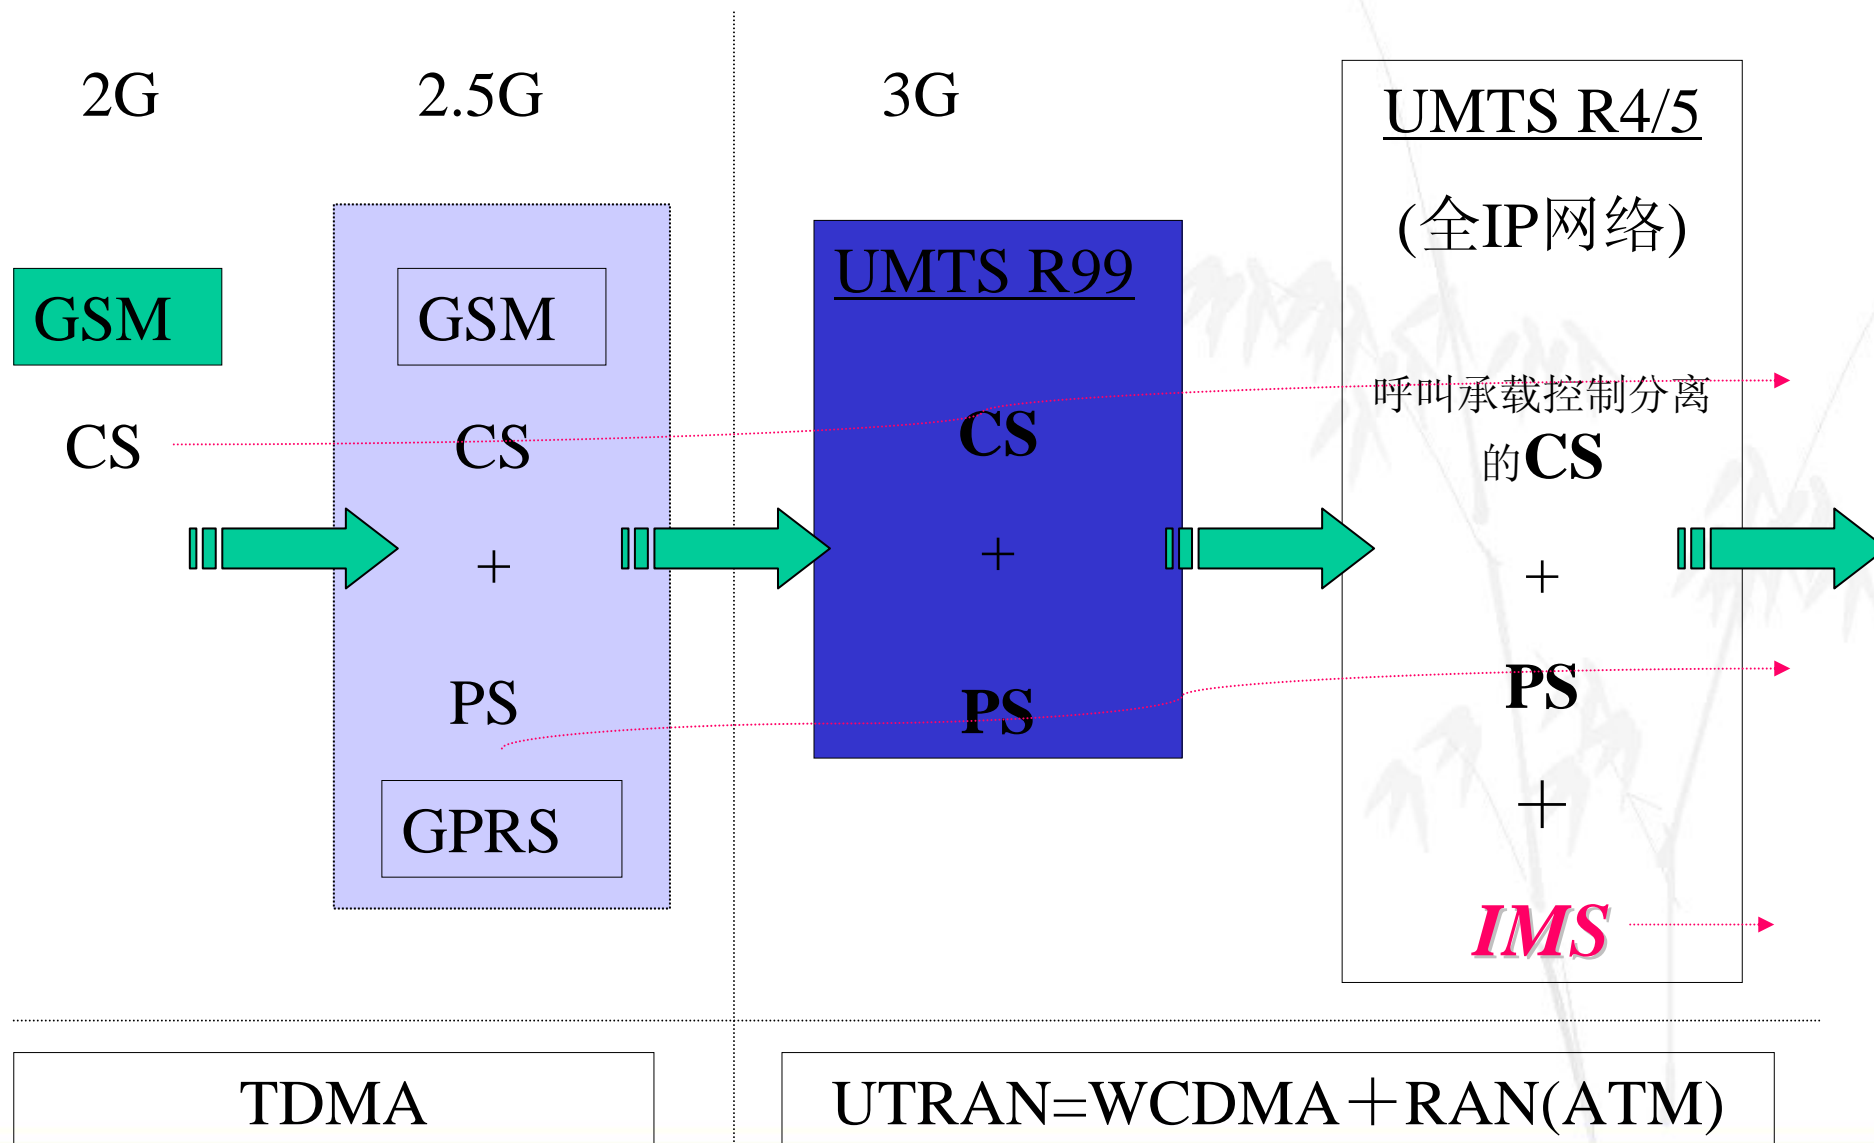 2G
2.5G
3G
GSM
CS
GSM
CS
+
PS
GPRS
UMTS R99
CS
+
PS
UMTS R4/5
(全IP网络)
呼叫承载控制分离
的CS
+
PS
+
IMS
TDMA
UTRAN=WCDMA＋RAN(ATM)